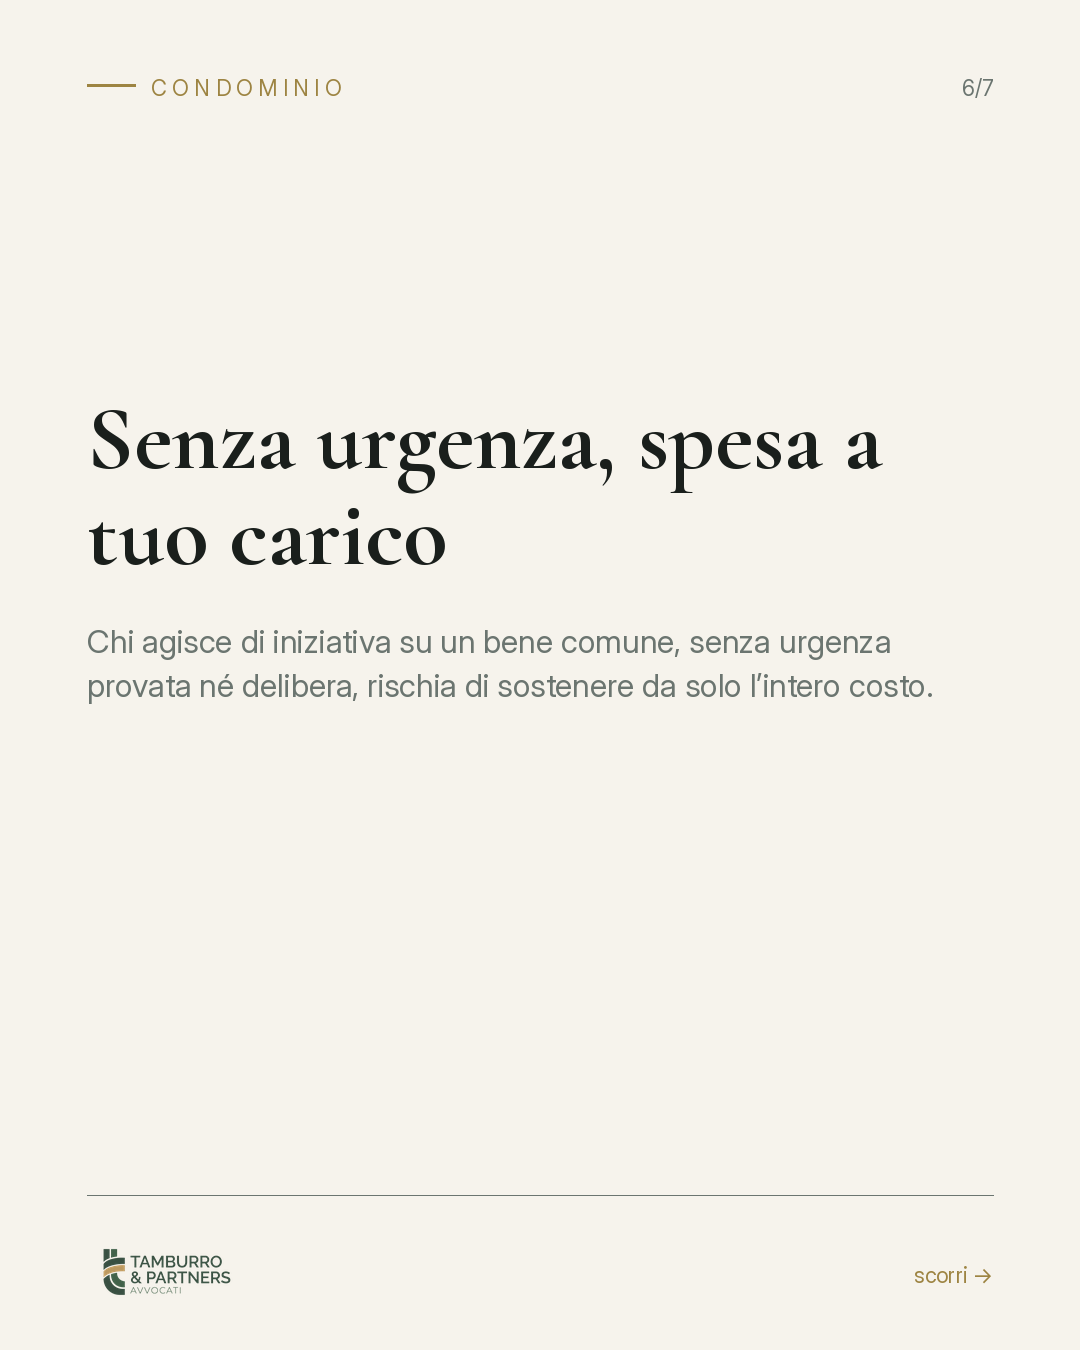 CONDOMINIO
6/7
Senza urgenza, spesa a
tuo carico
Chi agisce di iniziativa su un bene comune, senza urgenza
provata né delibera, rischia di sostenere da solo l’intero costo.
TAMBURRO
& PARTNERS
AVVOCATI
scorri →